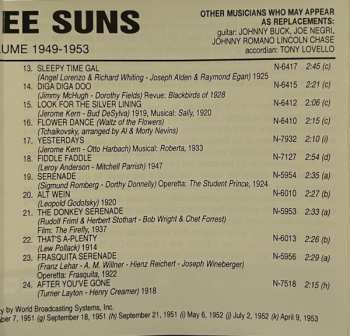 EE SUNS
UME 1949-1953
OTHER MUSICIANS WHO MAY APPEAR
AS REPLACEMENTS:
guitar: JOHNNY BUCK, JOE NEGRI,
JOHNNY ROMANO LINCOLN CHASE
accordian: TONY LOVELLO
13. SLEEPY TIME GAL N-6417 2:45 (c)
(Angel Lorenzo & Richard Whiting - Joseph Alden & Raymond Egan) 1925
14. DIGA DIGA DOO N-6415 2:21 (c)
(Jimmy McHugh - Dorothy Fields) Revue: Blackbirds of 1928
15. LOOK FOR THE SILVER LINING N-6412 2:06 (c)
(Jerome Kern - Bud DeSylva) 1919, Musical: Sally, 1920
16. FLOWER DANCE (Waltz of the Flowers) N-6410 2:15 (c)
(Tchaikovsky, arranged by Al & Morty Nevins)
17. YESTERDAYS N-7932 2:10 (i)
(Jerome Kern - Otto Harbach) Musical: Roberta, 1933
18. FIDDLE FADDLE N-7127 2:54 (d)
(Leroy Anderson - Mitchell Parish) 1947
19. SERENADE N-5954 2:35 (a)
(Sigmund Romberg - Dorthy Donnelly) Operetta: The Student Prince, 1924
20. ALT WEIN N-6010 2:27 (b)
(Leopold Godotsky) 1920
21. THE DONKEY SERENADE N-5953 2:33 (a)
(Rudolf Friml & Herbert Stothart - Bob Wright & Chef Forrest)
Film: The Firefly, 1937
22. THAT'S A-PLENTY N-6013 2:26 (b)
(Lew Pollack) 1914
23. FRASQUITA SERENADE N-5956 2:29 (a)
(Franz Lehar - A. M. Willner - Hienz Reichert - Joseph Wineberger)
Operetta: Frasquita, 1922
24. AFTER YOU'VE GONE N-7518 2:15 (h)
(Turner Layton - Henry Creamer) 1918
y by World Broadcasting Systems, Inc.
ber 7, 1951 (g) September 18, 1951 (h) September 21, 1951 (i) May 6, 1952 (j) July 2, 1952 (k) April 9, 1953